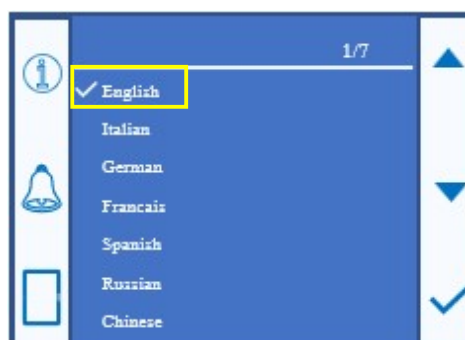 1/7
English
Italian
German
Francais
Spanish
Russian
Chinese